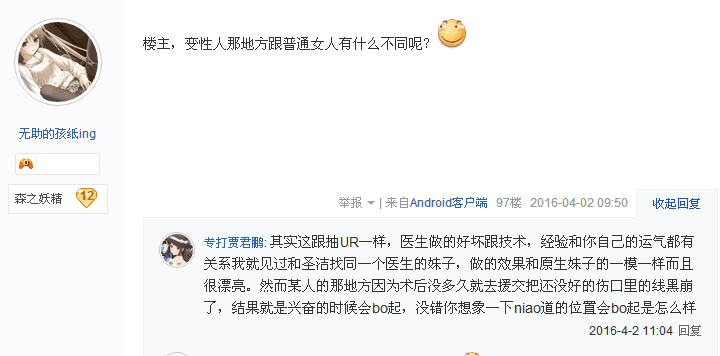 楼主，变性人那地方跟普通女人有什么不同呢？
无助的孩纸ing
森之妖精 12
举报 | 来自Android客户端 97楼 2016-04-02 09:50 收起回复
专打贾君鹏: 其实这跟抽UR一样，医生做的好坏跟技术，经验和你自己的运气都有
关系我就见过和圣洁找同一个医生的妹子，做的效果和原生妹子的一模一样而且
很漂亮。然而某人的那地方因为术后没多久就去援交把还没好的伤口里的线果崩
了，结果就是兴奋的时候会bo起，没错你想象一下niao道的位置会bo起是怎么样
2016-4-2 11:04 回复